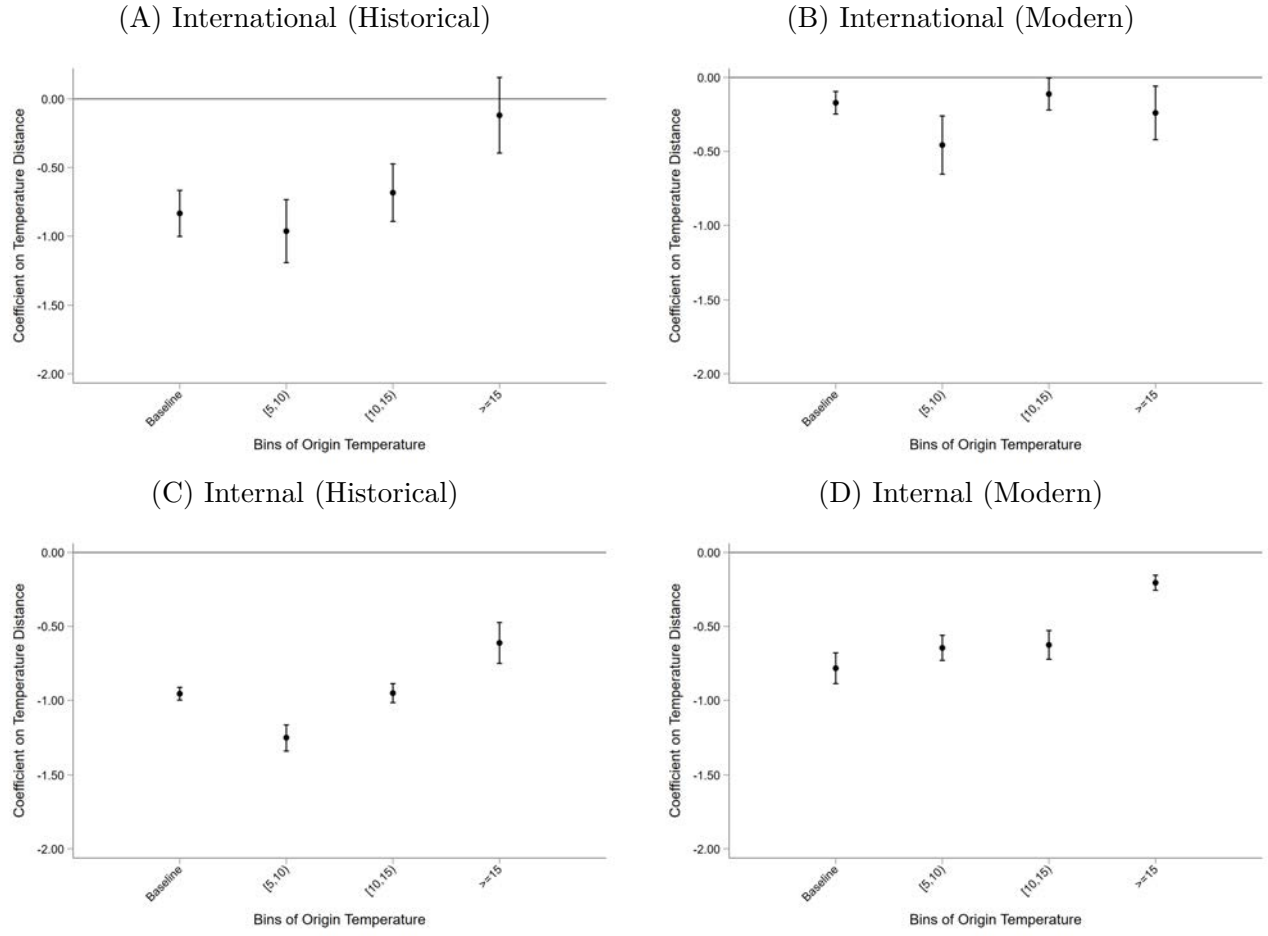 (A) International (Historical)
Coefficient on Temperature Distance
0.00
-0.50
-1.00
-1.50
-2.00
Baseline
[5,10)
[10,15)
>=15
Bins of Origin Temperature
(B) International (Modern)
Coefficient on Temperature Distance
0.00
-0.50
-1.00
-1.50
-2.00
Baseline
[5,10)
[10,15)
>=15
Bins of Origin Temperature
(C) Internal (Historical)
Coefficient on Temperature Distance
0.00
-0.50
-1.00
-1.50
-2.00
Baseline
[5,10)
[10,15)
>=15
Bins of Origin Temperature
(D) Internal (Modern)
Coefficient on Temperature Distance
0.00
-0.50
-1.00
-1.50
-2.00
Baseline
[5,10)
[10,15)
>=15
Bins of Origin Temperature